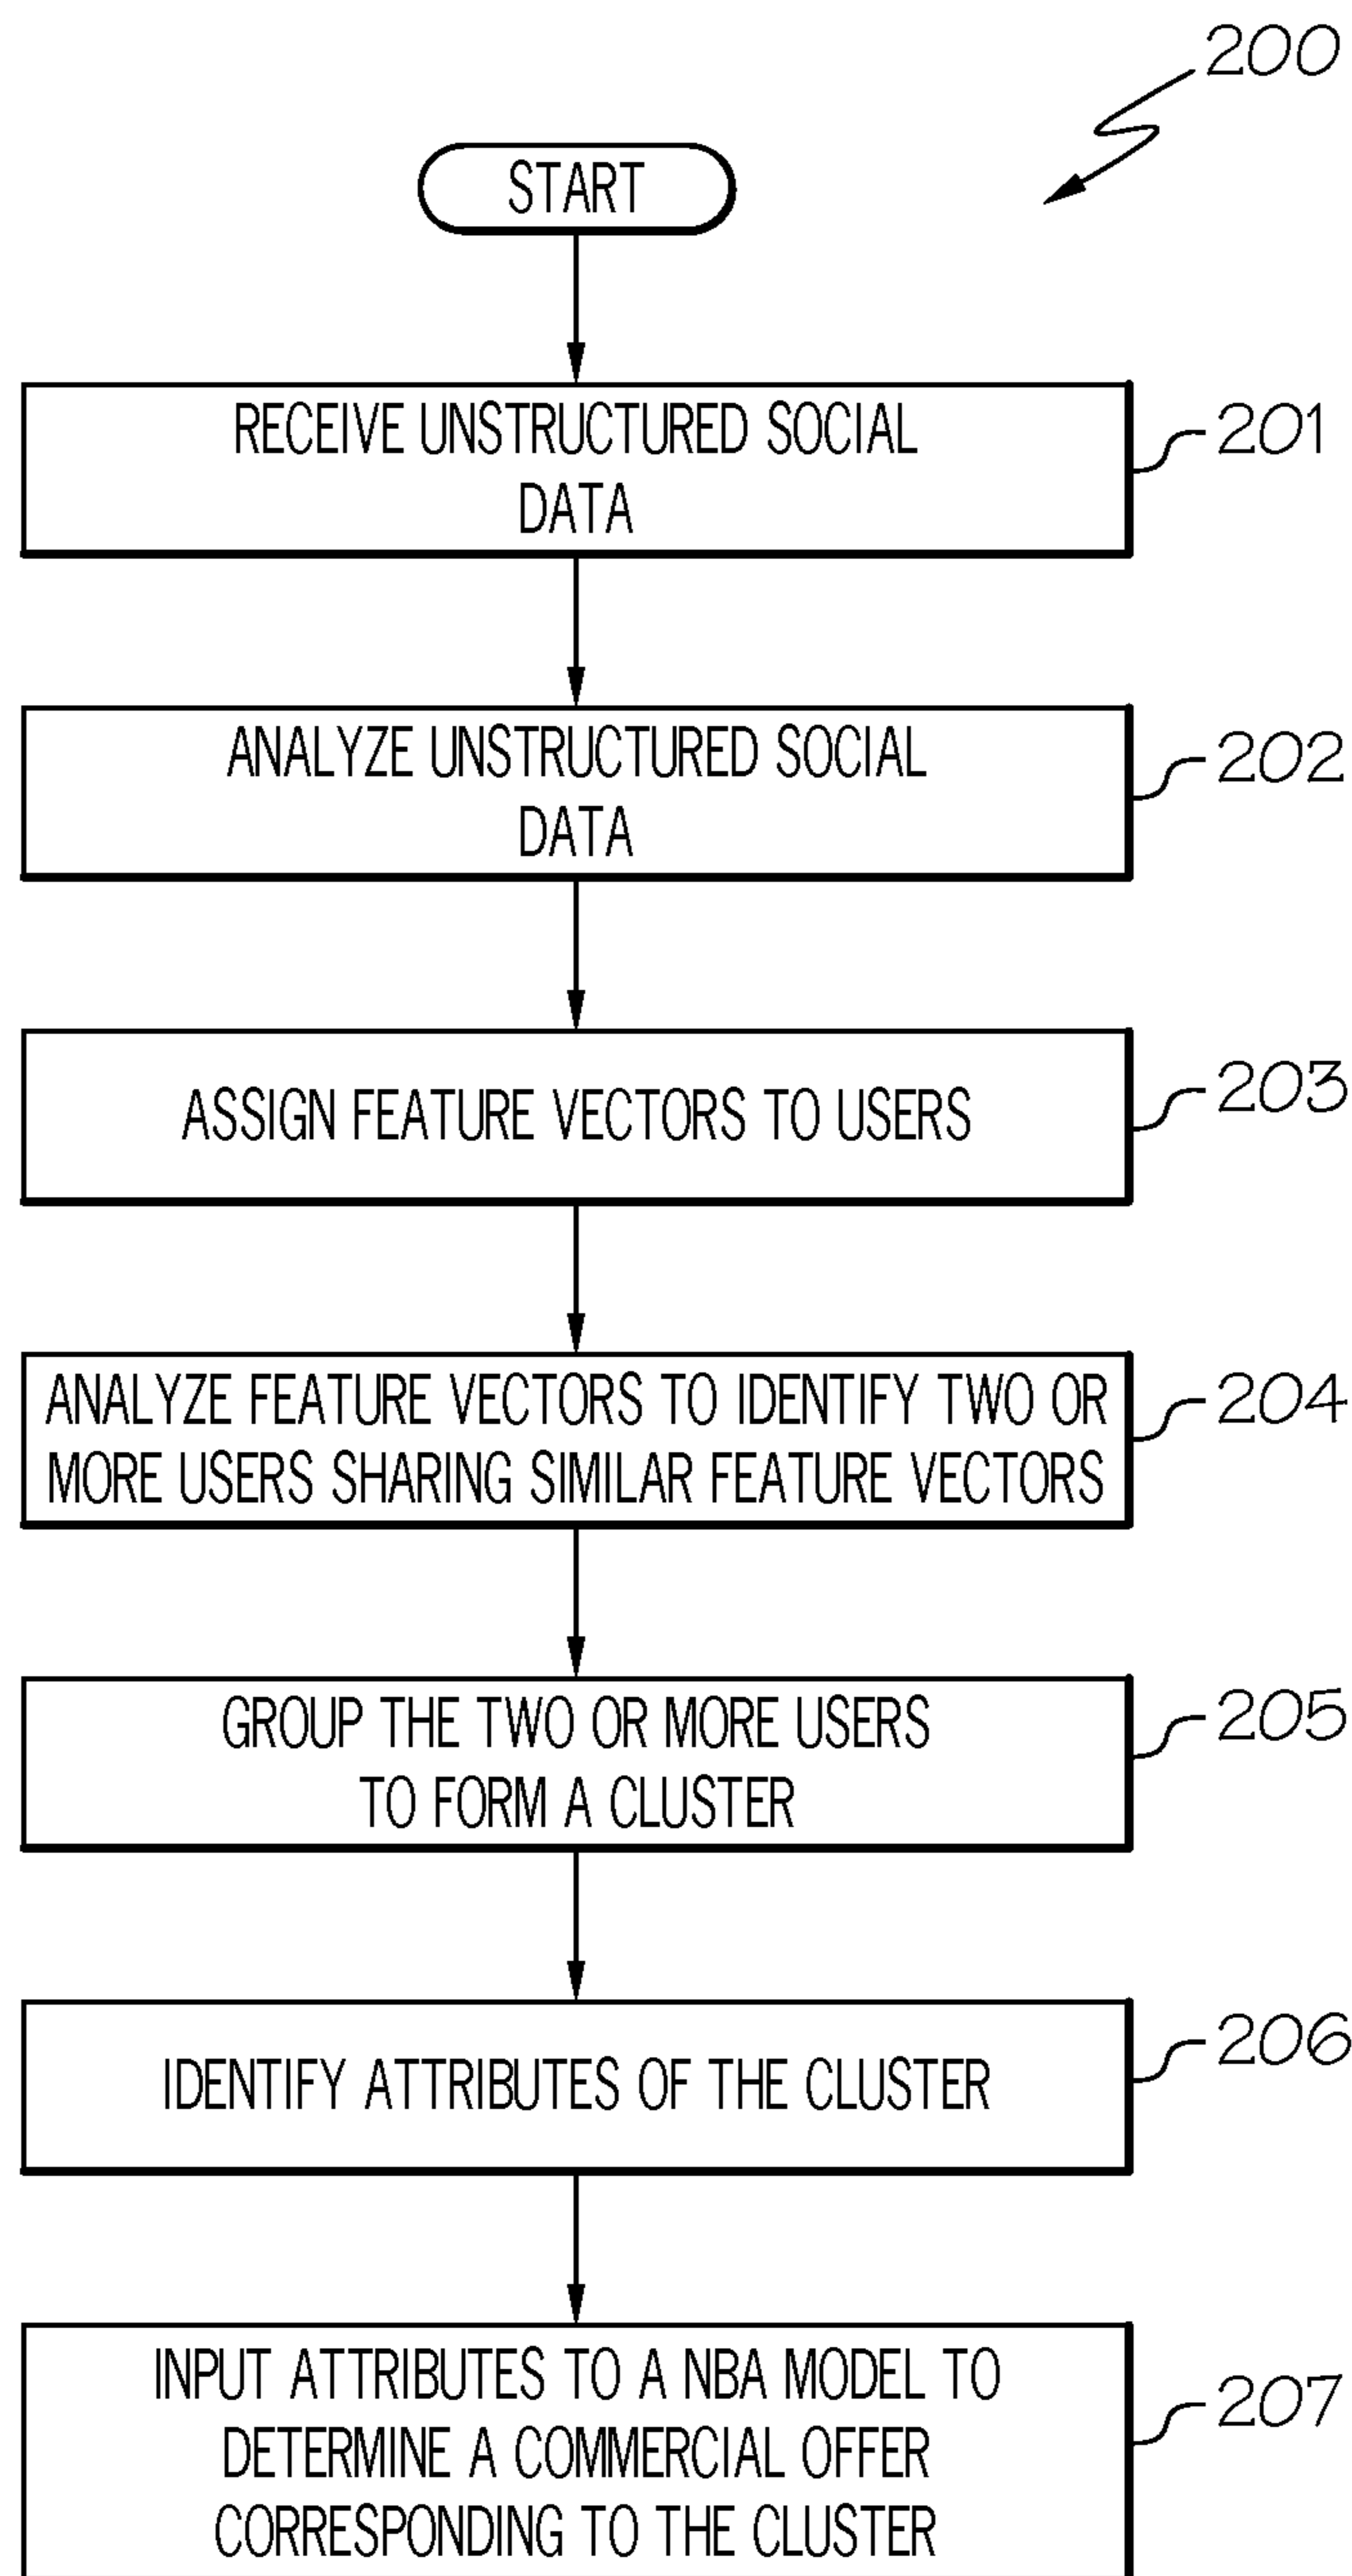 200
START
RECEIVE UNSTRUCTURED SOCIAL
DATA
201
ANALYZE UNSTRUCTURED SOCIAL
DATA
202
ASSIGN FEATURE VECTORS TO USERS
203
ANALYZE FEATURE VECTORS TO IDENTIFY TWO OR
MORE USERS SHARING SIMILAR FEATURE VECTORS
204
GROUP THE TWO OR MORE USERS
TO FORM A CLUSTER
205
IDENTIFY ATTRIBUTES OF THE CLUSTER
206
INPUT ATTRIBUTES TO A NBA MODEL TO
DETERMINE A COMMERCIAL OFFER
CORRESPONDING TO THE CLUSTER
207